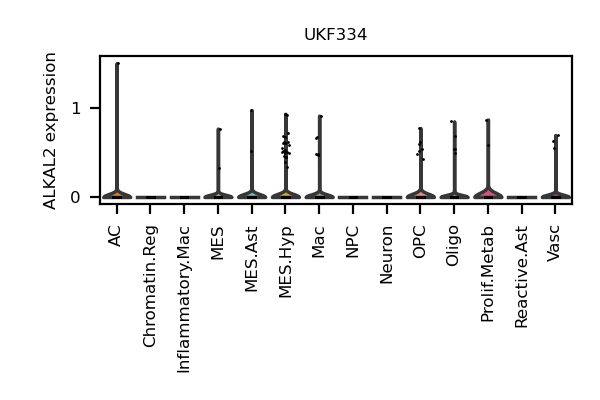 UKF334
ALKAL2 expression
1
0
AC
Chromatin.Reg
Inflammatory.Mac
MES
MES.Ast
MES.Hyp
Mac
NPC
Neuron
OPC
Oligo
Prolif.Metab
Reactive.Ast
Vasc